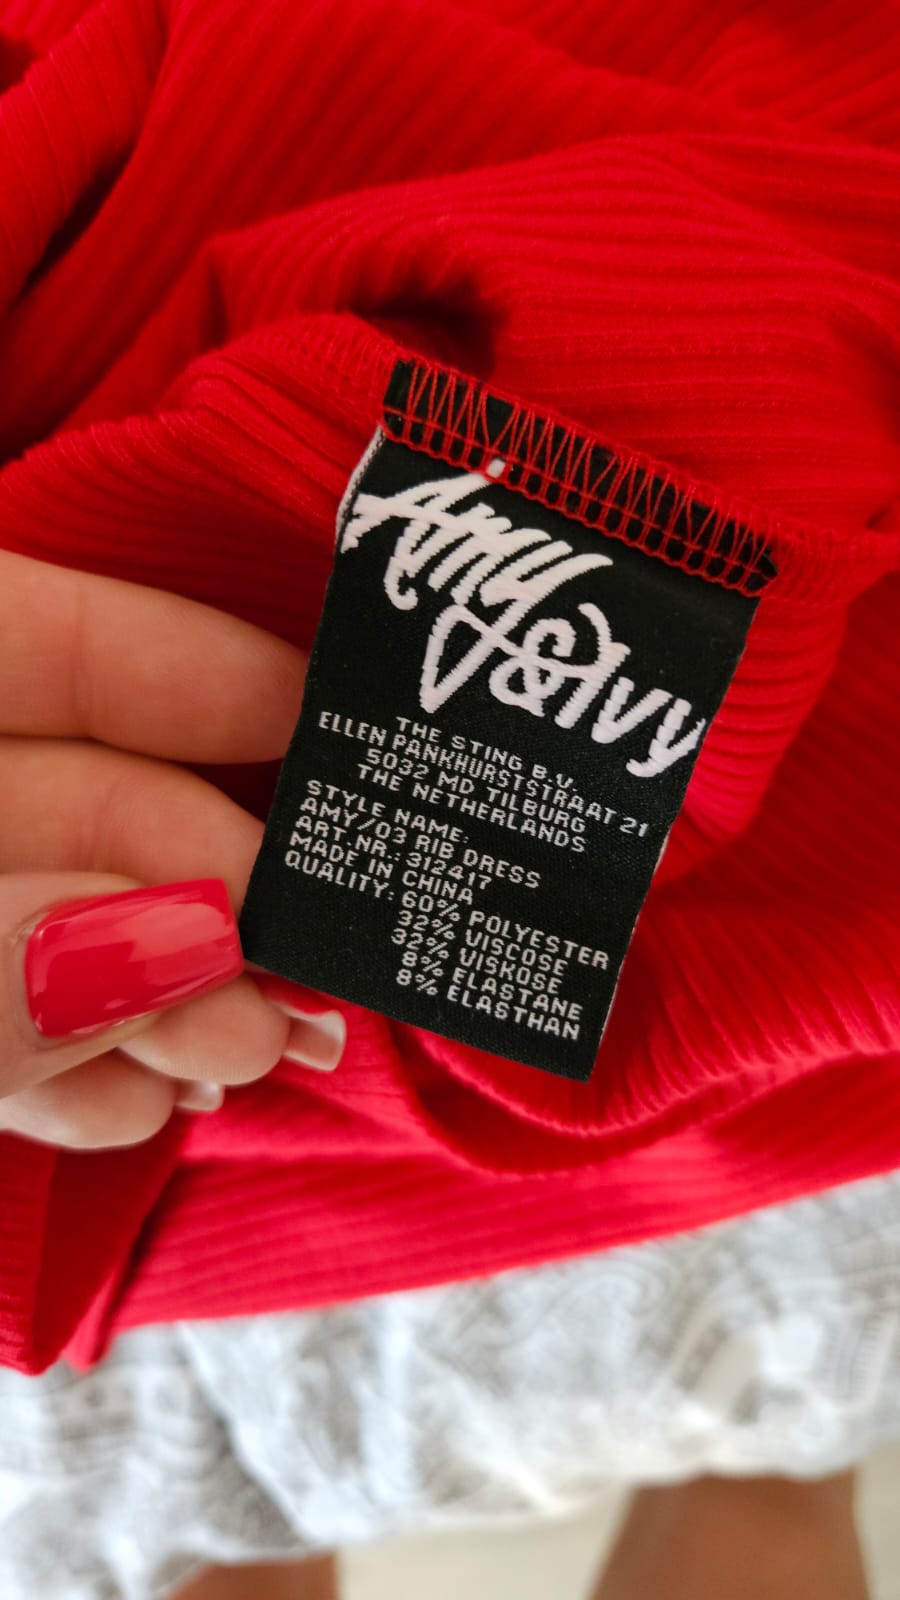 Amy
&Ivy
THE STING B.V.
ELLEN PANKHURSTSTRAAT 21
5032 MD TILBURG
THE NETHERLANDS
STYLE NAME:
AMY/03 RIB DRESS
ART.NR.: 312417
MADE IN CHINA
QUALITY: 60% POLYESTER
32% VISCOSE
32% VISKOSE
8% ELASTANE
8% ELASTHAN